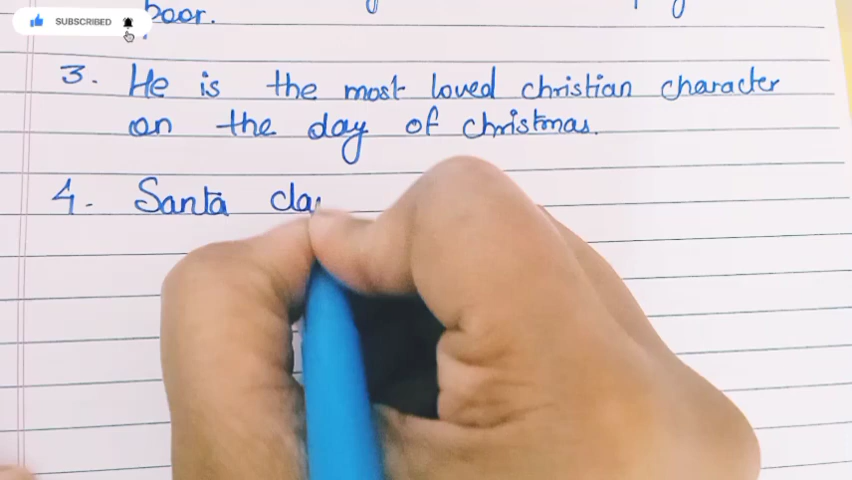 SUBSCRIBED
poor.
3. He is the most loved christian character
on the day of christmas.
4. Santa cla